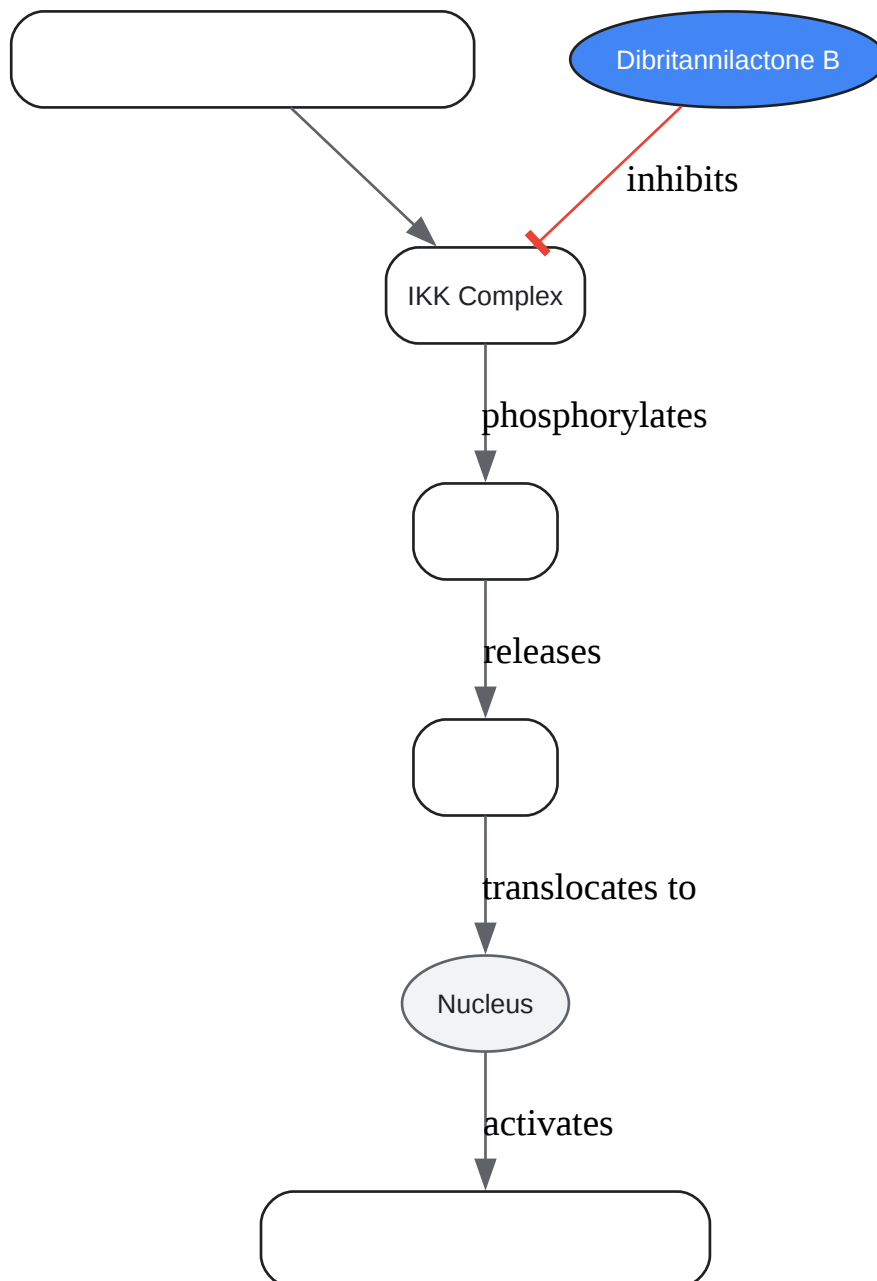 Dibritannilactone B
inhibits
IKK Complex
phosphorylates
releases
translocates to
Nucleus
activates